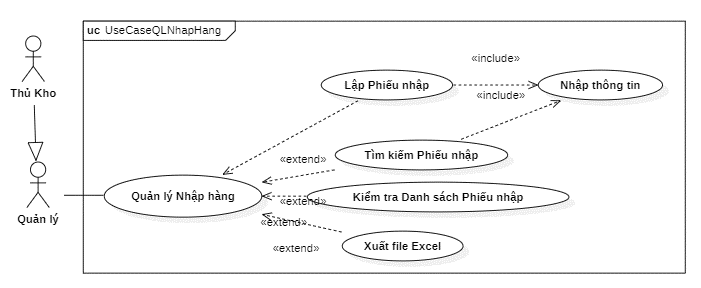 uc UseCaseQLNhapHang
Thủ Kho
Quản lý
Quản lý Nhập hàng
Lập Phiếu nhập
«include»
Nhập thông tin
«include»
Tìm kiếm Phiếu nhập
«extend»
Kiểm tra Danh sách Phiếu nhập
«extend»
«extend»
Xuất file Excel
«extend»